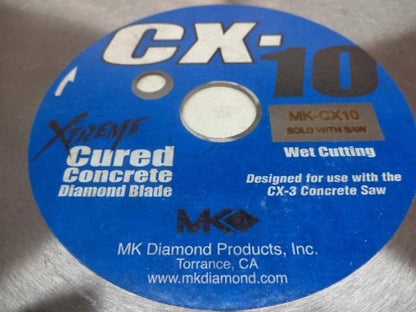 CX-10
MK-CX10
SOLD WITH SAW
XTREME
Cured
Concrete
Diamond Blade
Wet Cutting
Designed for use with the
CX-3 Concrete Saw
MK
MK Diamond Products, Inc.
Torrance, CA
www.mkdiamond.com